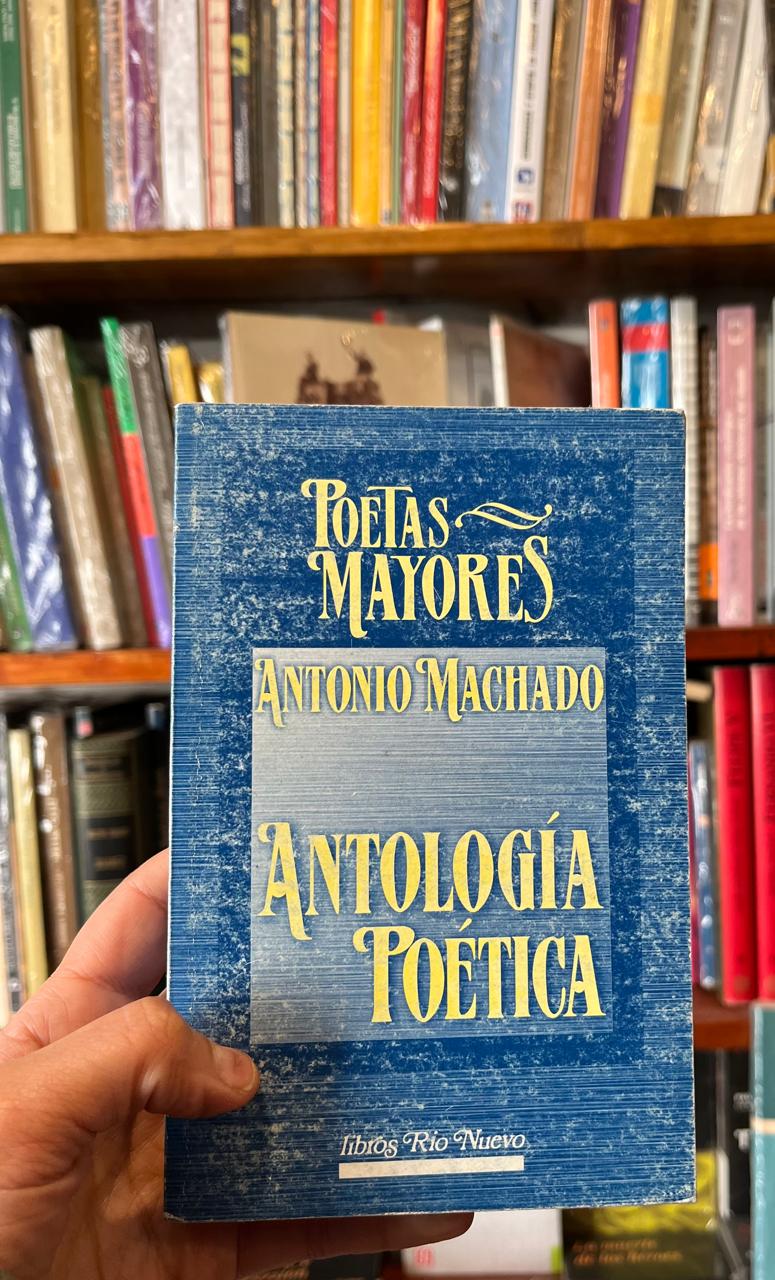 POETAS
MAYORES
ANTONIO MACHADO
ANTOLOGÍA
POÉTICA
libros Río Nuevo